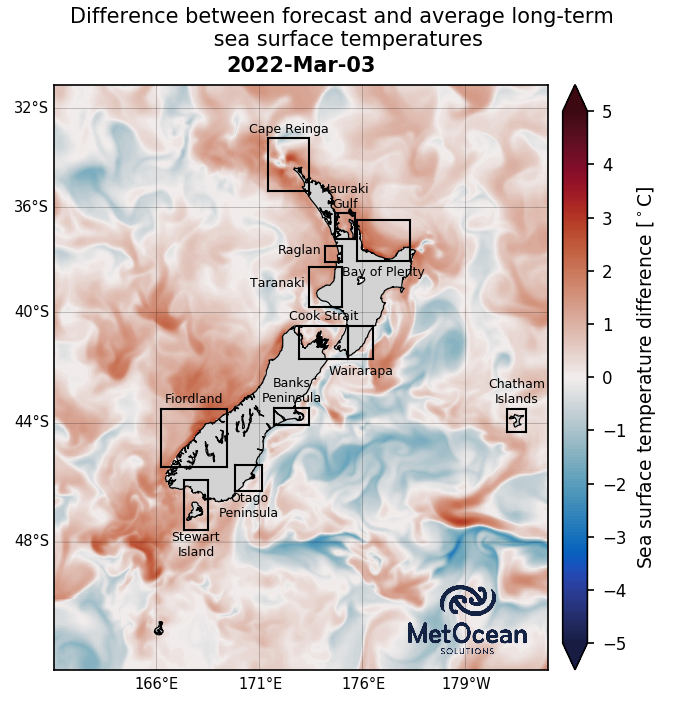 Difference between forecast and average long-term
sea surface temperatures
2022-Mar-03
32°S
36°S
40°S
44°S
48°S
166°E
171°E
176°E
179°W
Cape Reinga
Hauraki
Gulf
Raglan
Bay of Plenty
Taranaki
Cook Strait
Wairarapa
Banks
Peninsula
Chatham
Islands
Fiordland
Otago
Peninsula
Stewart
Island
MetOcean
SOLUTIONS
5
4
3
2
1
0
−1
−2
−3
−4
−5
Sea surface temperature difference [°C]